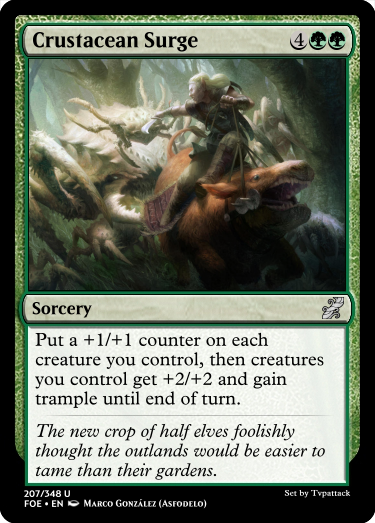 Crustacean Surge 4
Sorcery
Put a +1/+1 counter on each
creature you control, then creatures
you control get +2/+2 and gain
trample until end of turn.
The new crop of half elves foolishly
thought the outlands would be easier to
tame than their gardens.
207/348 U
Set by Tvpattack
FOE • EN Marco González (Asfodelo)